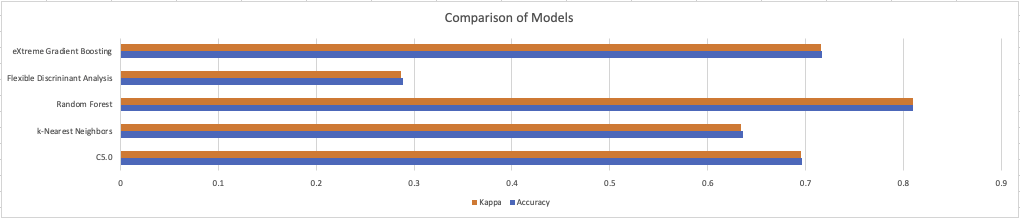 Comparison of Models
eXtreme Gradient Boosting
Flexible Discrininant Analysis
Random Forest
k-Nearest Neighbors
C5.0
0 0.1 0.2 0.3 0.4 0.5 0.6 0.7 0.8 0.9
Kappa Accuracy